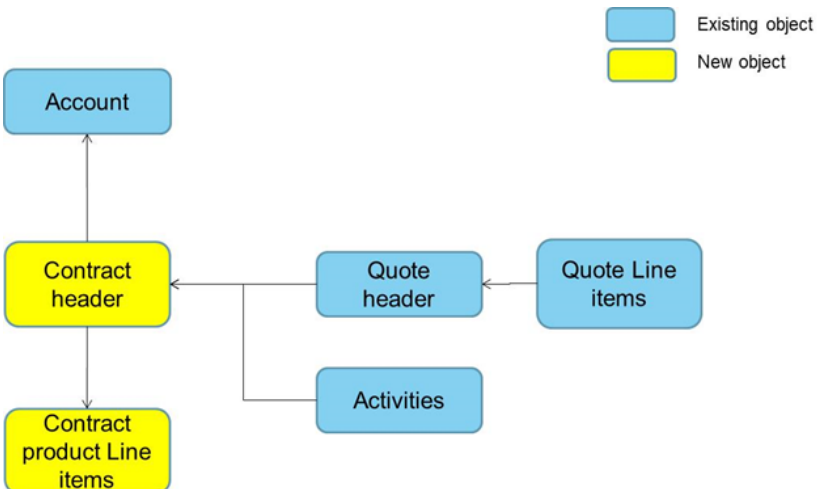 Existing object
New object
Account
Contract
header
Quote
header
Quote Line
items
Activities
Contract
product Line
items